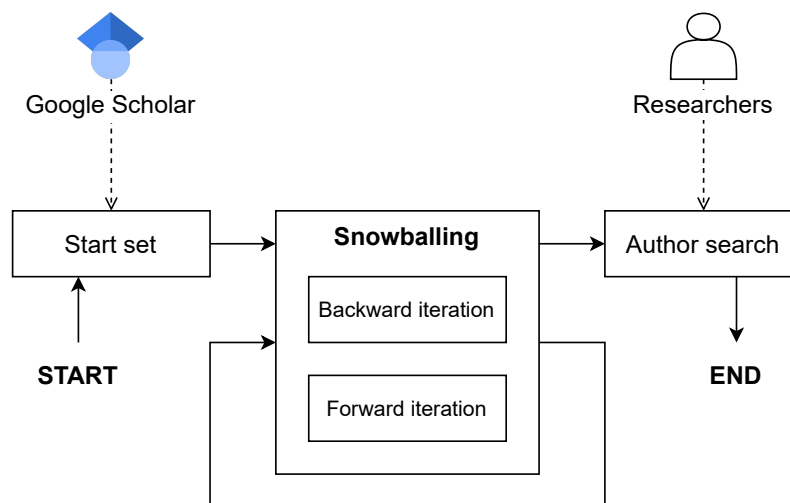 Google Scholar
Researchers
Start set
Snowballing
Author search
Backward iteration
START
END
Forward iteration